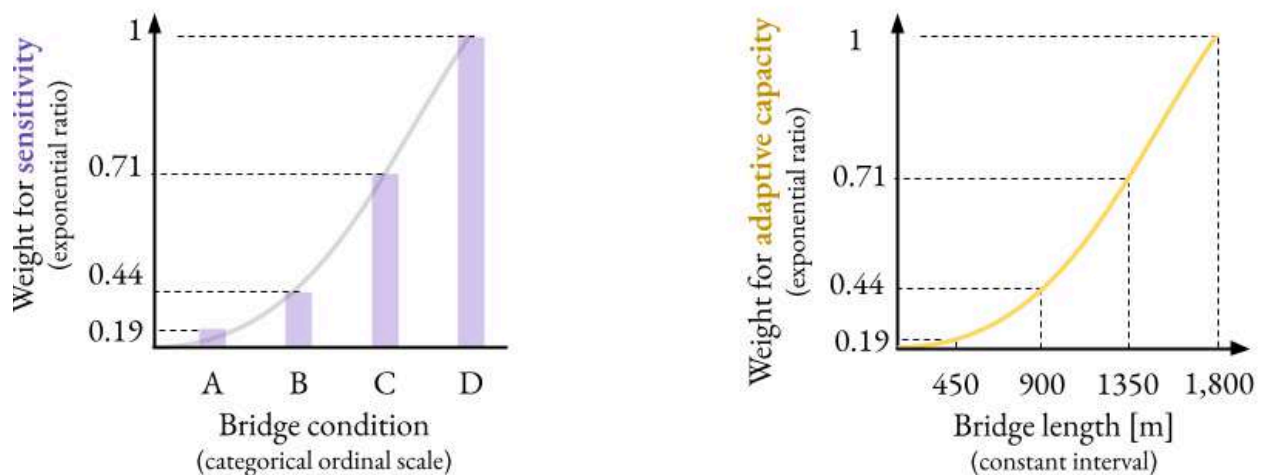 Weight for sensitivity
(exponential ratio)
1
0.71
0.44
0.19
A B C D
Bridge condition
(categorical ordinal scale)
Weight for adaptive capacity
(exponential ratio)
1
0.71
0.44
0.19
450 900 1350 1,800
Bridge length [m]
(constant interval)